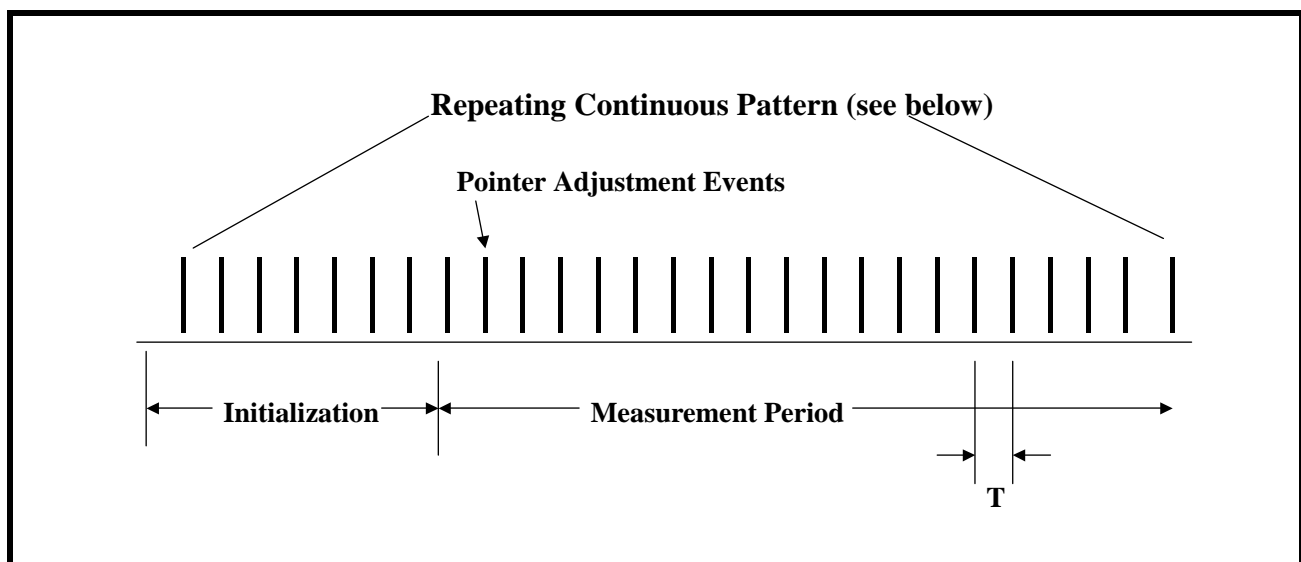 Repeating Continuous Pattern (see below)
Pointer Adjustment Events
Initialization
Measurement Period
T